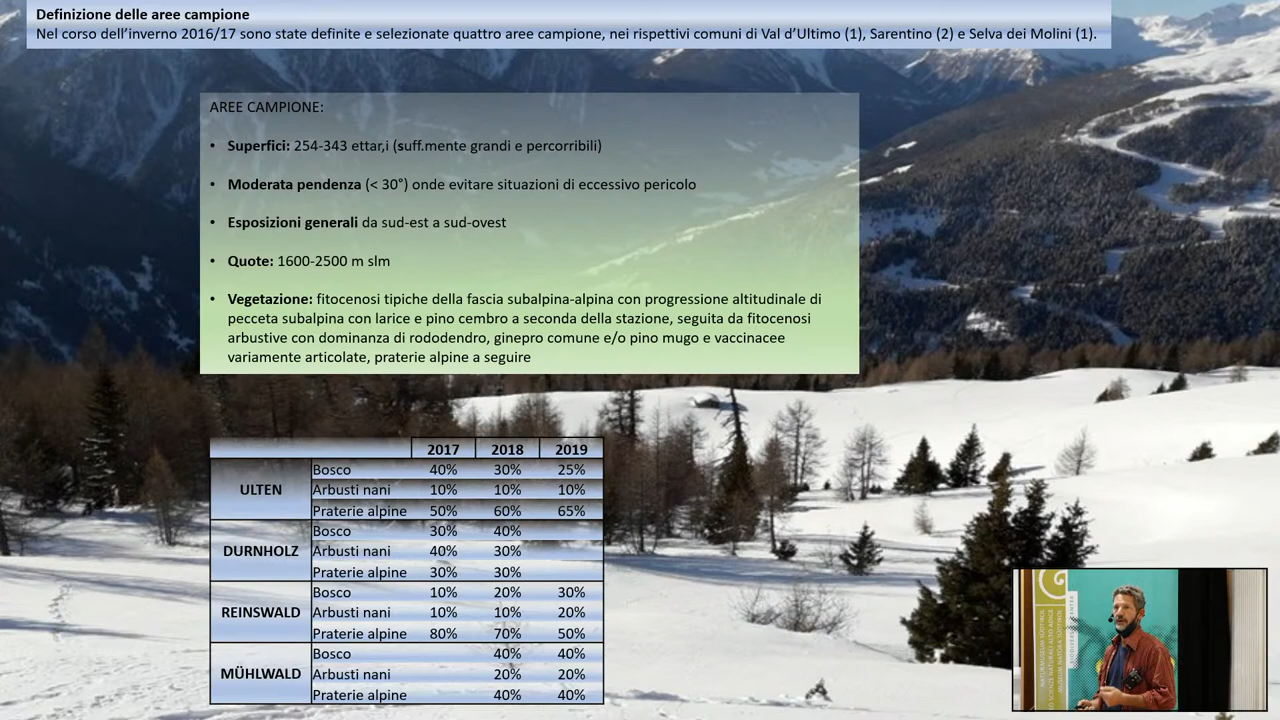 Definizione delle aree campione
Nel corso dell'inverno 2016/17 sono state definite e selezionate quattro aree campione, nei rispettivi comuni di Val d'Ultimo (1), Sarentino (2) e Selva dei Molini (1).
AREE CAMPIONE:
• Superfici: 254-343 ettar,i (suff.mente grandi e percorribili)
• Moderata pendenza (< 30°) onde evitare situazioni di eccessivo pericolo
• Esposizioni generali da sud-est a sud-ovest
• Quote: 1600-2500 m slm
• Vegetazione: fitocenosi tipiche della fascia subalpina-alpina con progressione altitudinale di
pecceta subalpina con larice e pino cembro a seconda della stazione, seguita da fitocenosi
arbustive con dominanza di rododendro, ginepro comune e/o pino mugo e vaccinacee
variamente articolate, praterie alpine a seguire
2017 2018 2019
ULTEN
Bosco 40% 30% 25%
Arbusti nani 10% 10% 10%
Praterie alpine 50% 60% 65%
DURNHOLZ
Bosco 30% 40%
Arbusti nani 40% 30%
Praterie alpine 30% 30%
REINSWALD
Bosco 10% 20% 30%
Arbusti nani 10% 10% 20%
Praterie alpine 80% 70% 50%
MÜHLWALD
Bosco 40% 40%
Arbusti nani 20% 20%
Praterie alpine 40% 40%
NATURMUSEUM SÜDTIROL
MUSEUM NATÖRA SÜDTIROL